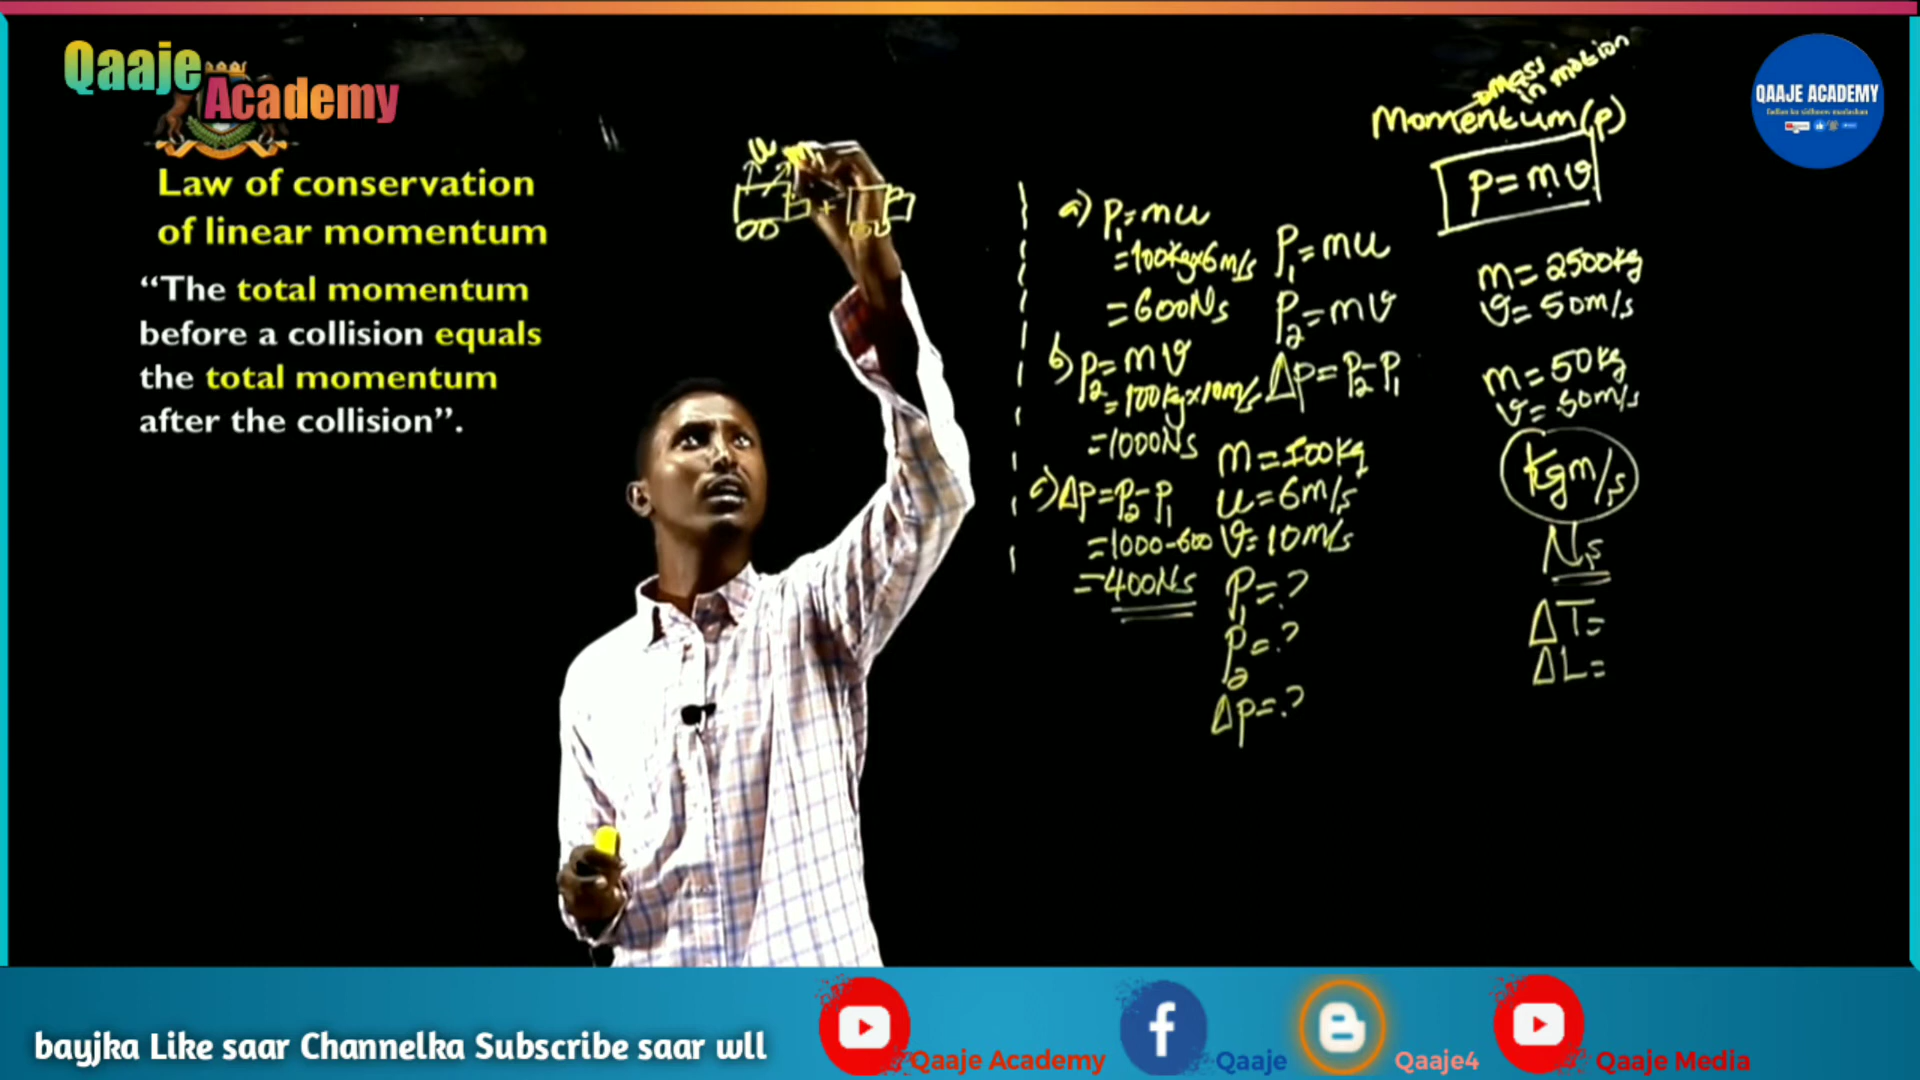 Qaaje
Academy
Law of conservation
of linear momentum
“The total momentum
before a collision equals
the total momentum
after the collision”.
u m₁
+
a) P₁=mu
=100kg×6m/s
=600Ns
b) P₂=mv
=100kg×10m/s
=1000Ns
c) ΔP=P₂-P₁
=1000-600
=400Ns
P₁=mu
P₂=mv
ΔP=P₂-P₁
m=100kg
u=6m/s
v=10m/s
P₁=?
P₂=?
ΔP=?
mass
in motion
Momentum(p)
P=mv
m=2500kg
v=50m/s
m=50kg
v=50m/s
kgm/s
Ns
ΔT=
ΔL=
QAAJE ACADEMY
bayjka Like saar Channelka Subscribe saar wll
Qaaje Academy
Qaaje
Qaaje4
Qaaje Media